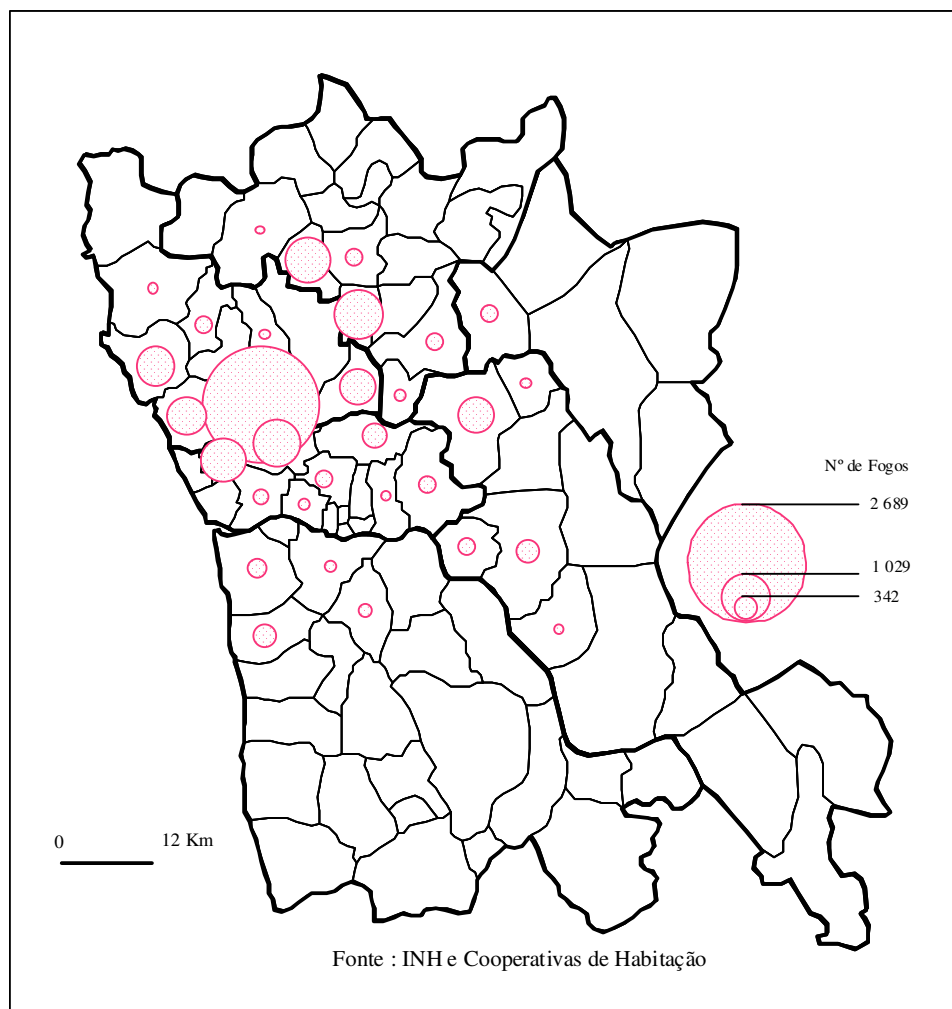 Nº de Fogos
2 689
1 029
342
0 12 Km
Fonte : INH e Cooperativas de Habitação